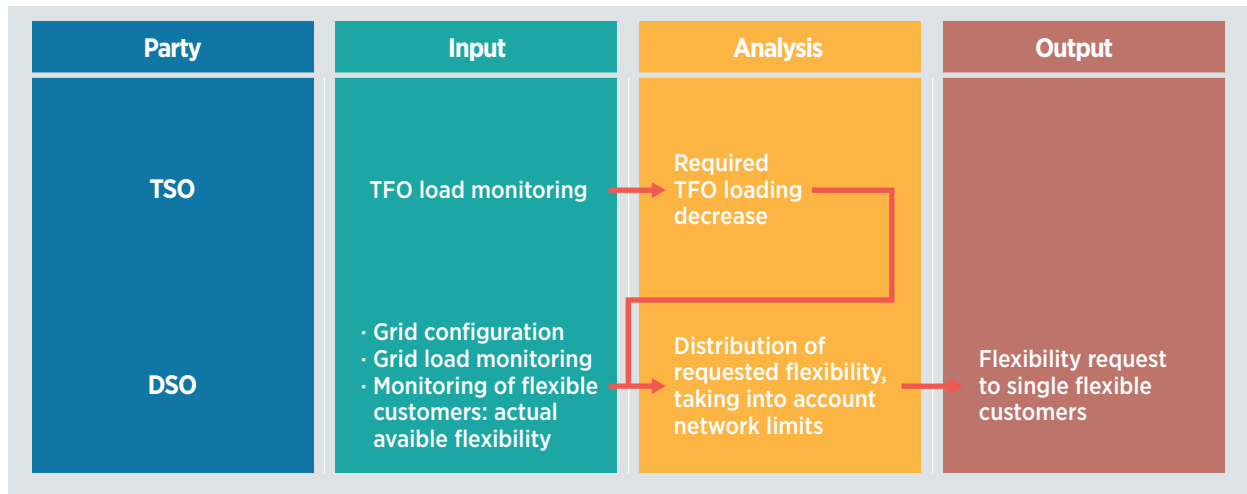 Party
Input
Analysis
Output
TSO
TFO load monitoring
Required
TFO loading
decrease
DSO
· Grid configuration
· Grid load monitoring
· Monitoring of flexible
customers: actual
avaible flexibility
Distribution of
requested flexibility,
taking into account
network limits
Flexibility request
to single flexible
customers